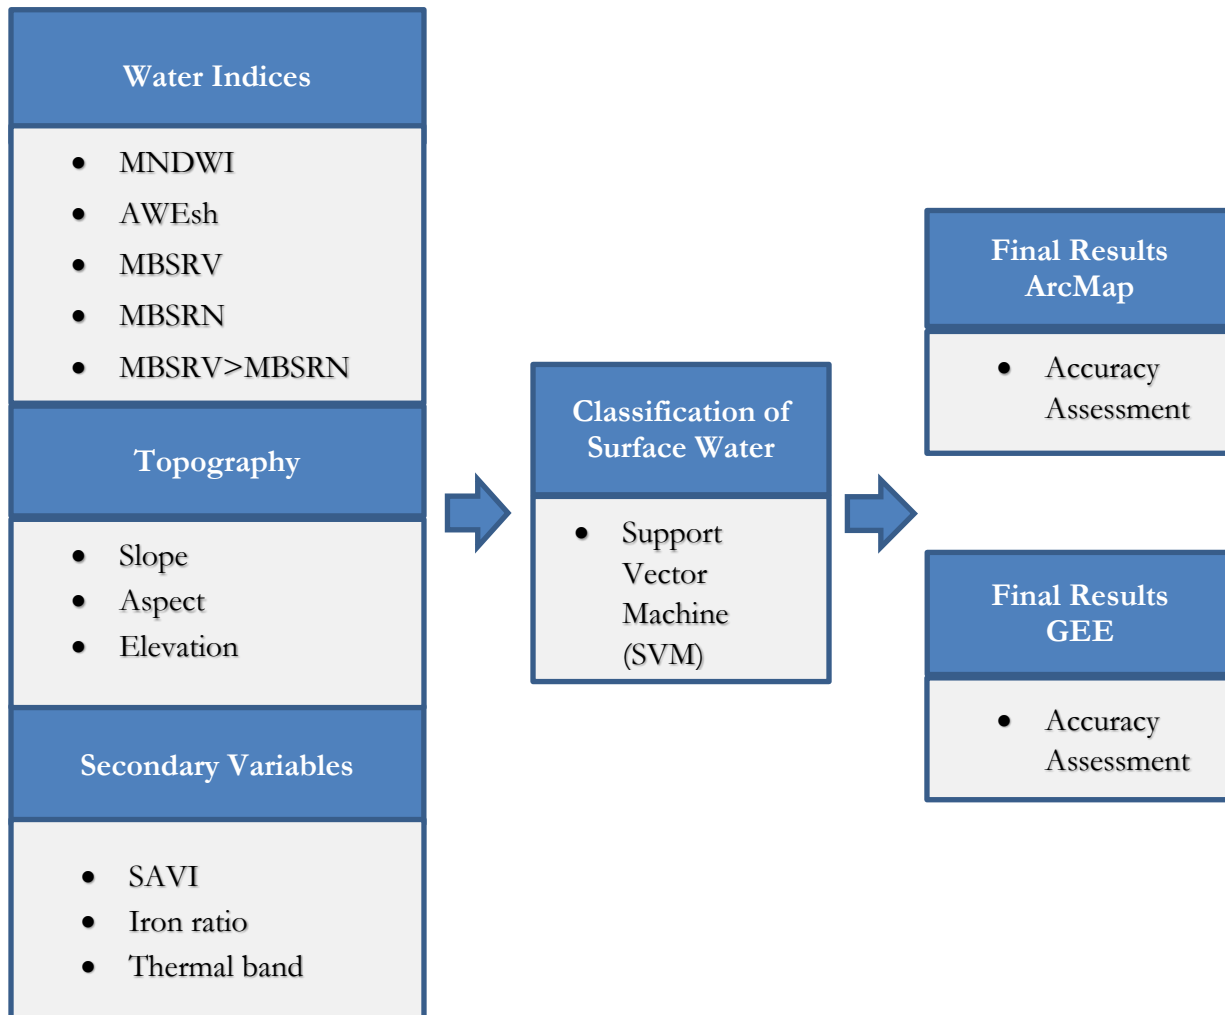 Water Indices
• MNDWI
• AWEsh
• MBSRV
• MBSRN
• MBSRV>MBSRN
Topography
• Slope
• Aspect
• Elevation
Secondary Variables
• SAVI
• Iron ratio
• Thermal band
Classification of
Surface Water
• Support
Vector
Machine
(SVM)
Final Results
ArcMap
• Accuracy
Assessment
Final Results
GEE
• Accuracy
Assessment